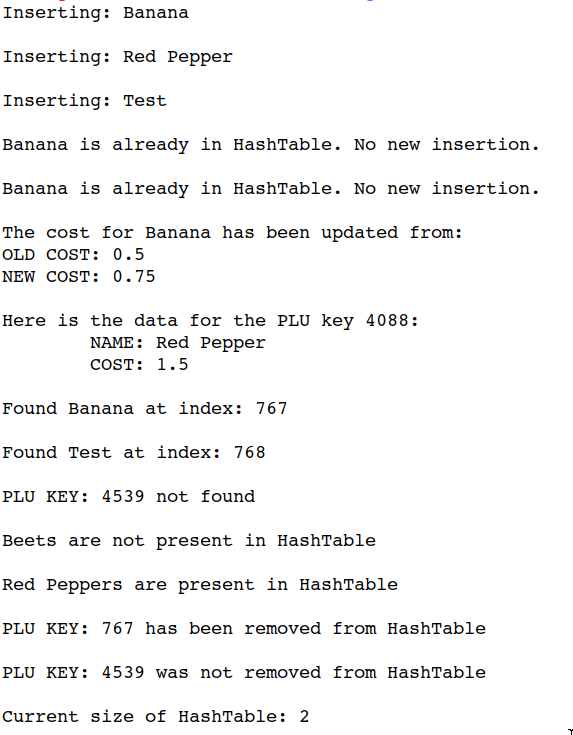 Inserting: Banana
Inserting: Red Pepper
Inserting: Test
Banana is already in HashTable. No new insertion.
Banana is already in HashTable. No new insertion.
The cost for Banana has been updated from:
OLD COST: 0.5
NEW COST: 0.75
Here is the data for the PLU key 4088:
NAME: Red Pepper
COST: 1.5
Found Banana at index: 767
Found Test at index: 768
PLU KEY: 4539 not found
Beets are not present in HashTable
Red Peppers are present in HashTable
PLU KEY: 767 has been removed from HashTable
PLU KEY: 4539 was not removed from HashTable
Current size of HashTable: 2